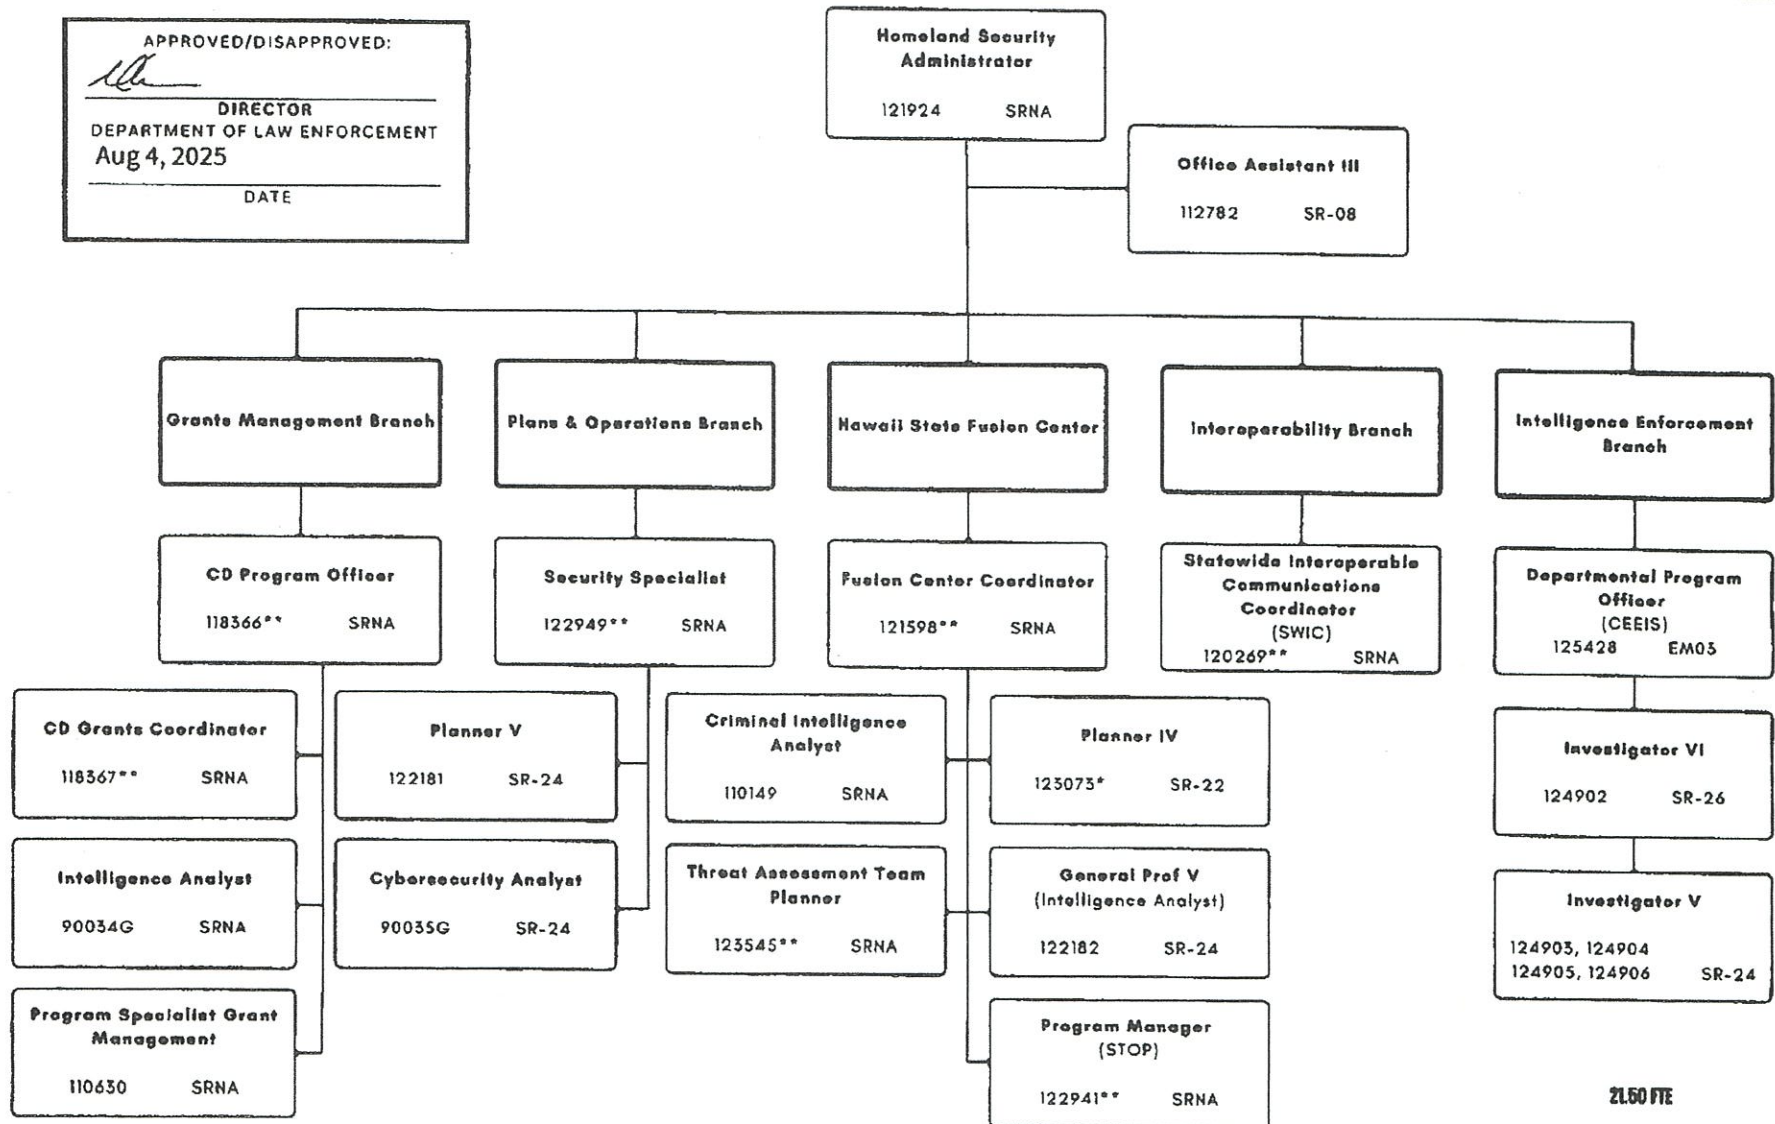 APPROVED/DISAPPROVED:
DIRECTOR
DEPARTMENT OF LAW ENFORCEMENT
Aug 4, 2025
DATE
Homeland Security
Administrator
121924 SRNA
Office Assistant III
112782 SR-08
Grants Management Branch
Plans & Operations Branch
Hawaii State Fusion Center
Interoperability Branch
Intelligence Enforcement
Branch
CD Program Officer
118366** SRNA
Security Specialist
122949** SRNA
Fusion Center Coordinator
121598** SRNA
Statewide Interoperable
Communications
Coordinator
(SWIC)
120269** SRNA
Departmental Program
Officer
(CEEIS)
125428 EM03
CD Grants Coordinator
118367** SRNA
Planner V
122181 SR-24
Criminal Intelligence
Analyst
110149 SRNA
Planner IV
123073* SR-22
Investigator VI
124902 SR-26
Intelligence Analyst
90034G SRNA
Cybersecurity Analyst
90035G SR-24
Threat Assessment Team
Planner
123545** SRNA
General Prof V
(Intelligence Analyst)
122182 SR-24
Investigator V
124903, 124904
124905, 124906 SR-24
Program Specialist Grant
Management
110630 SRNA
Program Manager
(STOP)
122941** SRNA
21.50 FTE